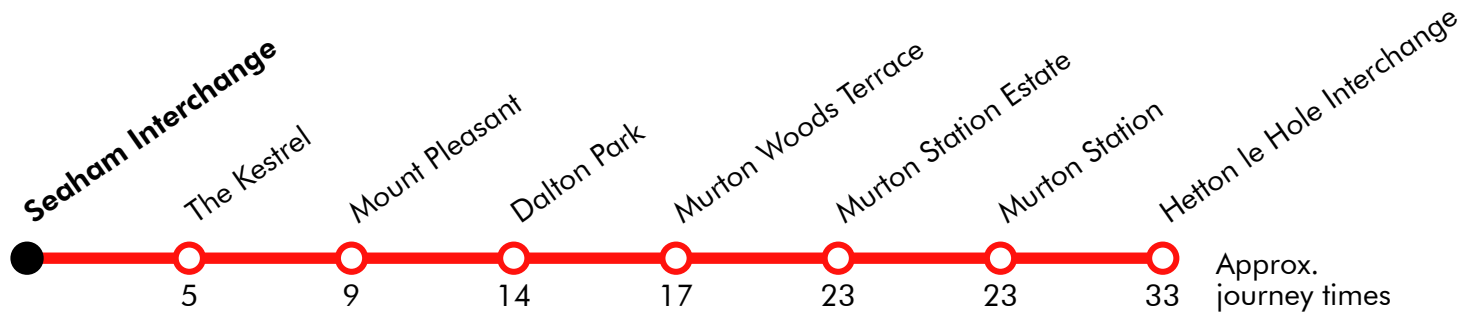 Seaham Interchange
The Kestrel
Mount Pleasant
Dalton Park
Murton Woods Terrace
Murton Station Estate
Murton Station
Hetton le Hole Interchange
5
9
14
17
23
23
33
Approx.
journey times